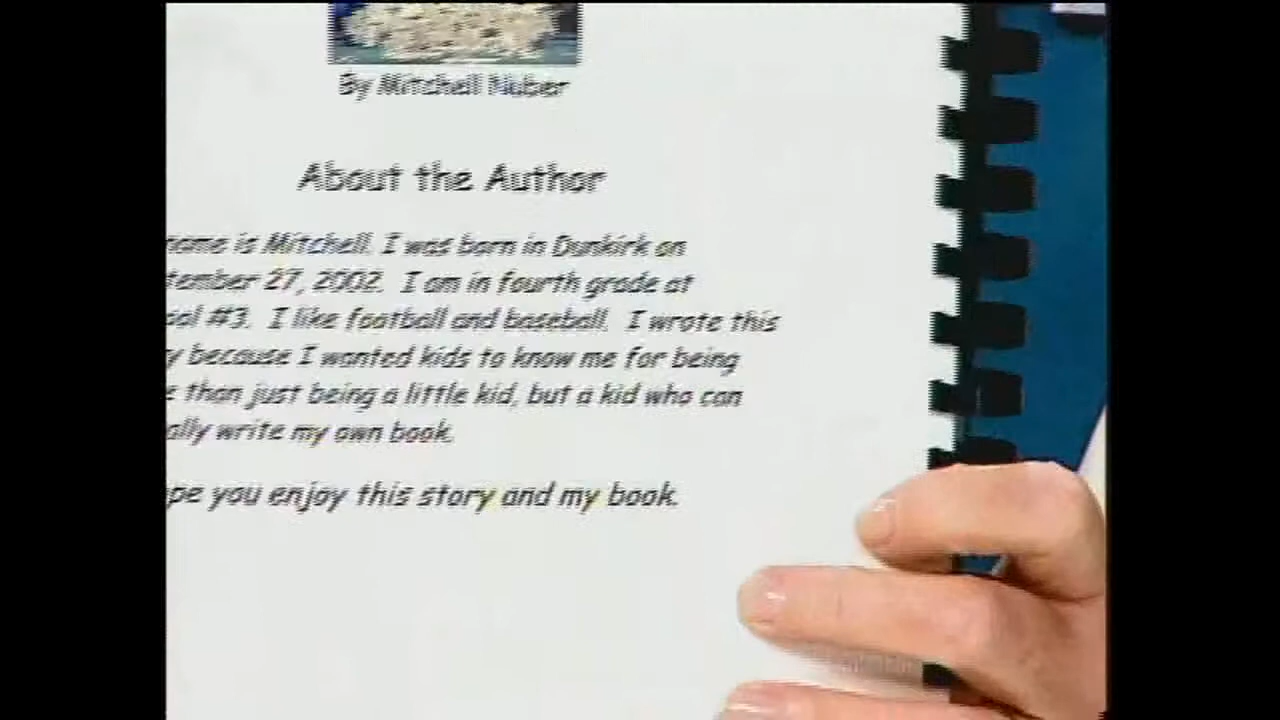 By Mitchell Nuber
About the Author
name is Mitchell. I was born in Dunkirk on
tember 27, 2002. I am in fourth grade at
ool #3. I like football and baseball. I wrote this
y because I wanted kids to know me for being
e than just being a little kid, but a kid who can
ally write my own book.
ope you enjoy this story and my book.